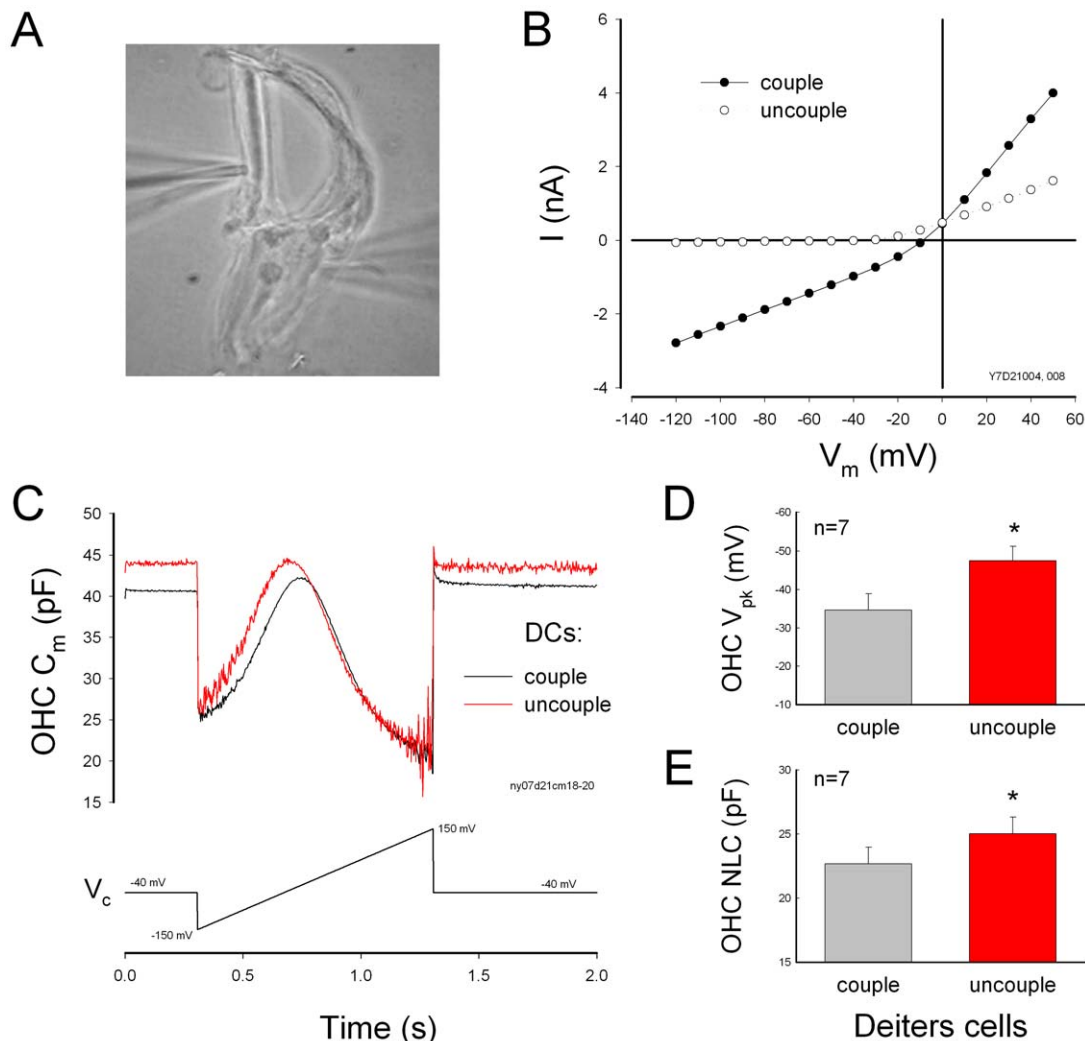 A
B
6
4
2
0
-2
-4
I (nA)
couple
uncouple
Y7D21004, 008
-140 -120 -100 -80 -60 -40 -20 0 20 40 60
Vm (mV)
C
50
45
40
35
30
25
20
15
OHC Cm (pF)
DCs:
couple
uncouple
ny07d21cm18-20
Vc
-40 mV
-150 mV
150 mV
-40 mV
0.0 0.5 1.0 1.5 2.0
Time (s)
D
n=7
*
-60
-50
-40
-30
-20
-10
OHC Vpk (mV)
couple uncouple
E
n=7
*
30
25
20
15
OHC NLC (pF)
couple uncouple
Deiters cells